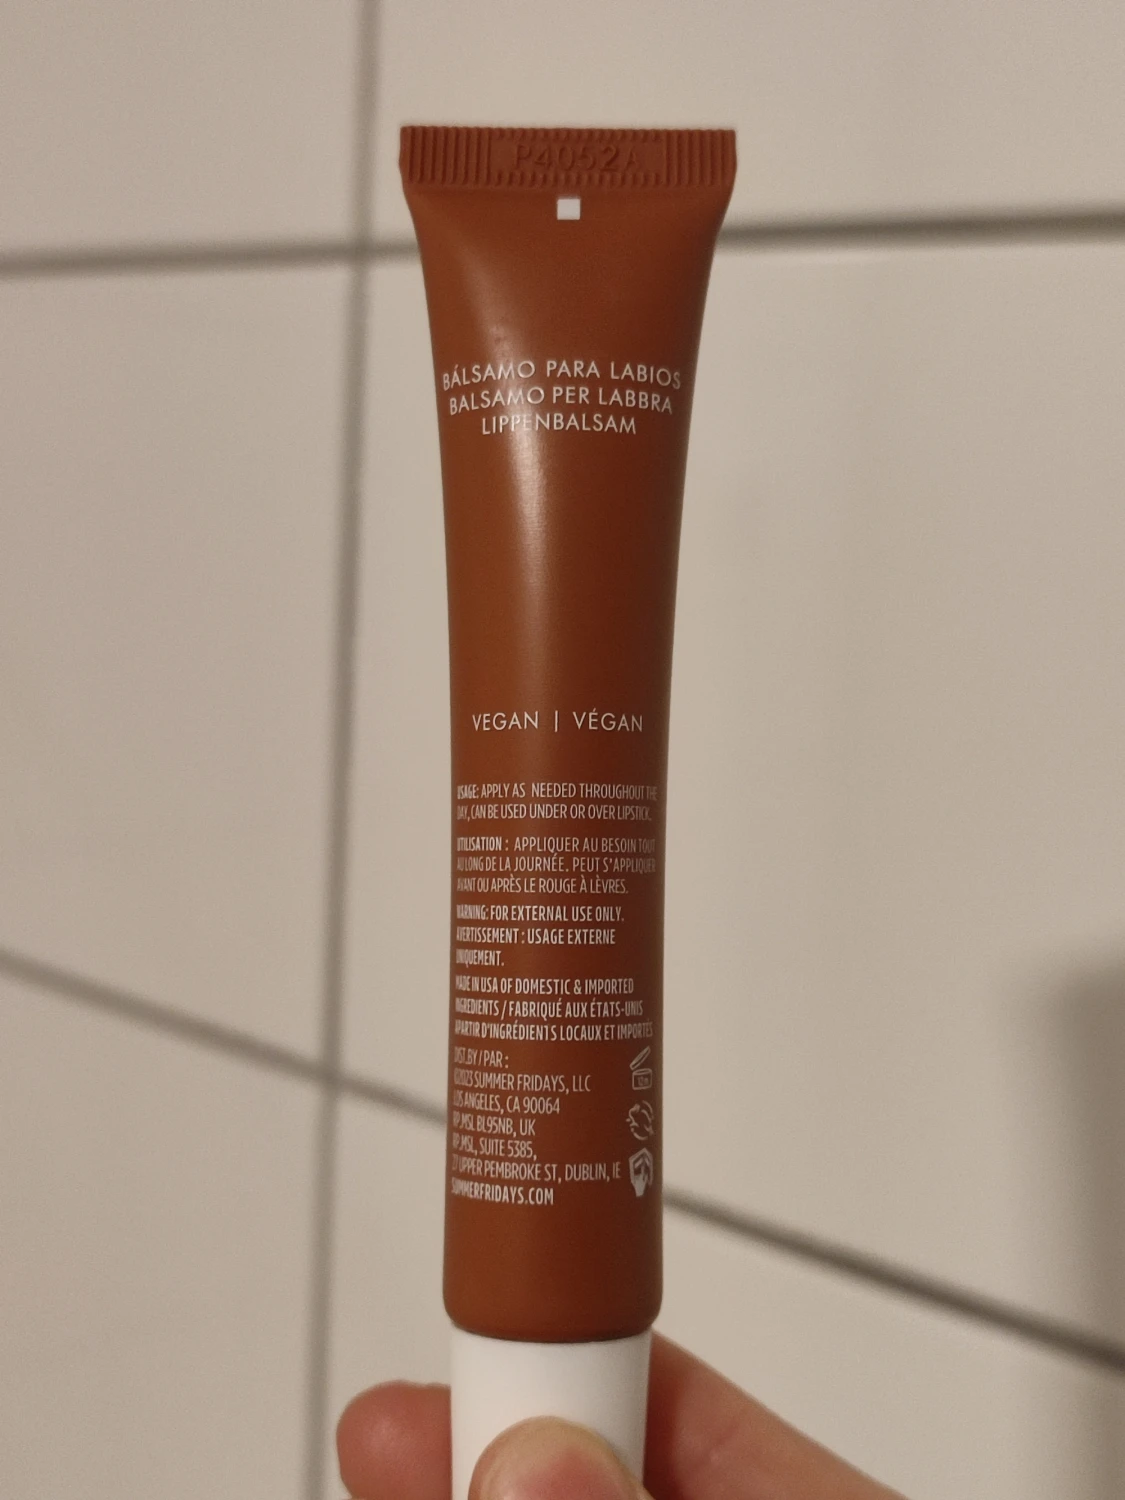 P4052A
BÁLSAMO PARA LABIOS
BALSAMO PER LABBRA
LIPPENBALSAM
VEGAN | VÉGAN
USAGE: APPLY AS NEEDED THROUGHOUT THE
DAY, CAN BE USED UNDER OR OVER LIPSTICK.
UTILISATION : APPLIQUER AU BESOIN TOUT
AU LONG DE LA JOURNÉE. PEUT S'APPLIQUER
AVANT OU APRÈS LE ROUGE À LÈVRES.
WARNING: FOR EXTERNAL USE ONLY.
AVERTISSEMENT : USAGE EXTERNE
UNIQUEMENT.
MADE IN USA OF DOMESTIC & IMPORTED
INGREDIENTS / FABRIQUÉ AUX ÉTATS-UNIS
APARTIR D'INGRÉDIENTS LOCAUX ET IMPORTÉS
DIST.BY / PAR :
©2023 SUMMER FRIDAYS, LLC
LOS ANGELES, CA 90064
RP.MSL BL95NB, UK
RP.MSL, SUITE 5385,
27 UPPER PEMBROKE ST, DUBLIN, IE
SUMMERFRIDAYS.COM